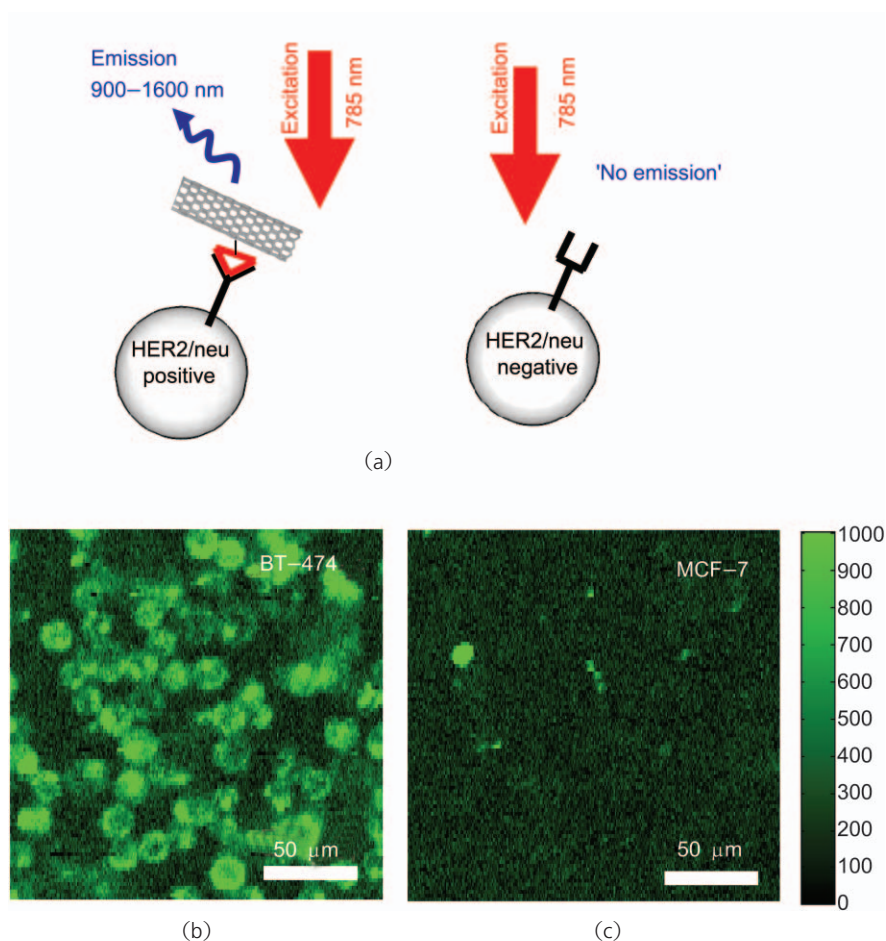 Emission
900–1600 nm
Excitation
785 nm
Excitation
785 nm
'No emission'
HER2/neu
positive
HER2/neu
negative
(a)
BT–474
50 μm
(b)
MCF–7
50 μm
(c)
1000
900
800
700
600
500
400
300
200
100
0